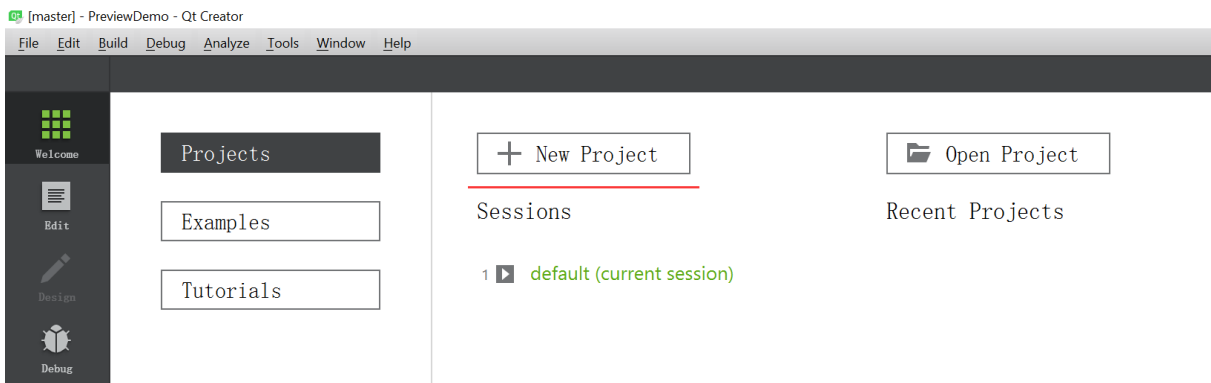 [master] - PreviewDemo - Qt Creator
File Edit Build Debug Analyze Tools Window Help
Welcome
Edit
Design
Debug
Projects
Examples
Tutorials
New Project
Open Project
Sessions
Recent Projects
1 default (current session)